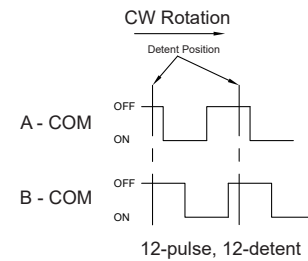 CW Rotation
Detent Position
OFF
A - COM
ON
OFF
B - COM
ON
12-pulse, 12-detent